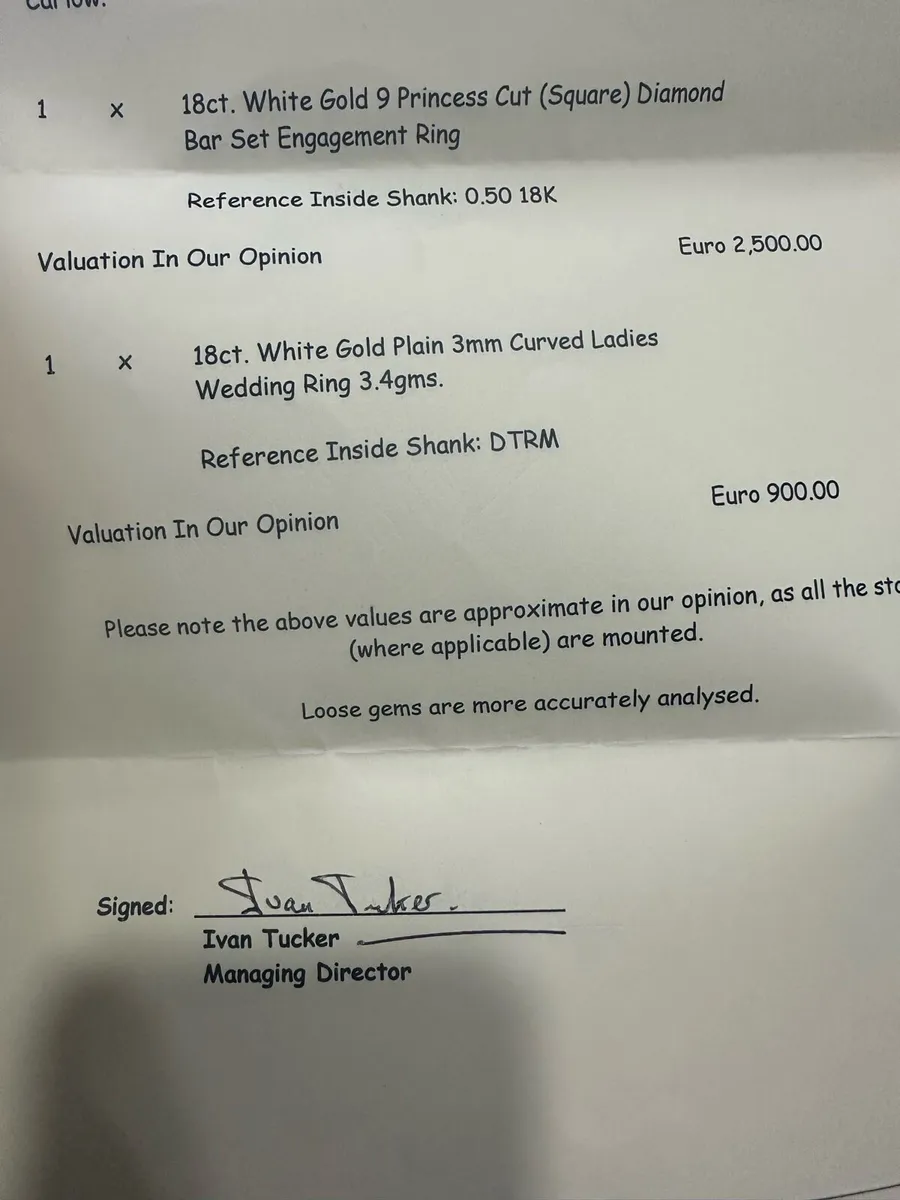 1 x 18ct. White Gold 9 Princess Cut (Square) Diamond
Bar Set Engagement Ring
Reference Inside Shank: 0.50 18K
Valuation In Our Opinion Euro 2,500.00
1 x 18ct. White Gold Plain 3mm Curved Ladies
Wedding Ring 3.4gms.
Reference Inside Shank: DTRM
Valuation In Our Opinion Euro 900.00
Please note the above values are approximate in our opinion, as all the
(where applicable) are mounted.
Loose gems are more accurately analysed.
Signed: Ivan Tucker.
Ivan Tucker
Managing Director